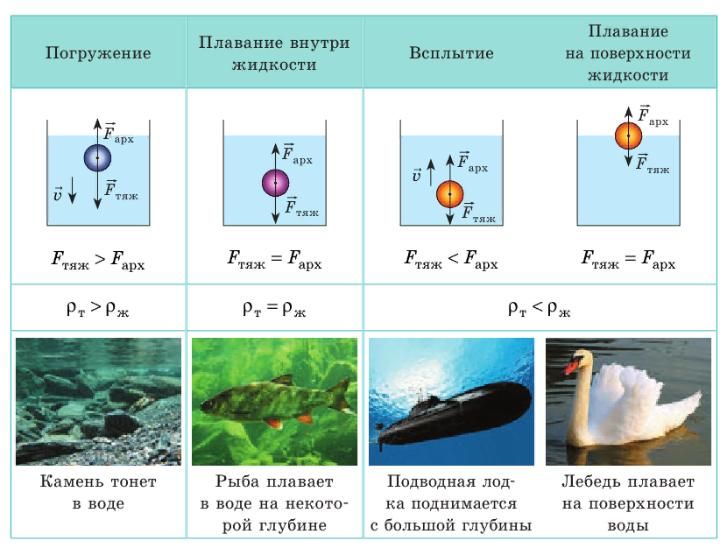 Погружение
Плавание внутри
жидкости
Всплытие
Плавание
на поверхности
жидкости
F арх
v
F тяж
F арх
F тяж
v
F арх
F тяж
F арх
F тяж
Fтяж > Fарх
Fтяж = Fарх
Fтяж < Fарх
Fтяж = Fарх
ρт > ρж
ρт = ρж
ρт < ρж
Камень тонет
в воде
Рыба плавает
в воде на некото-
рой глубине
Подводная лод-
ка поднимается
с большой глубины
Лебедь плавает
на поверхности
воды